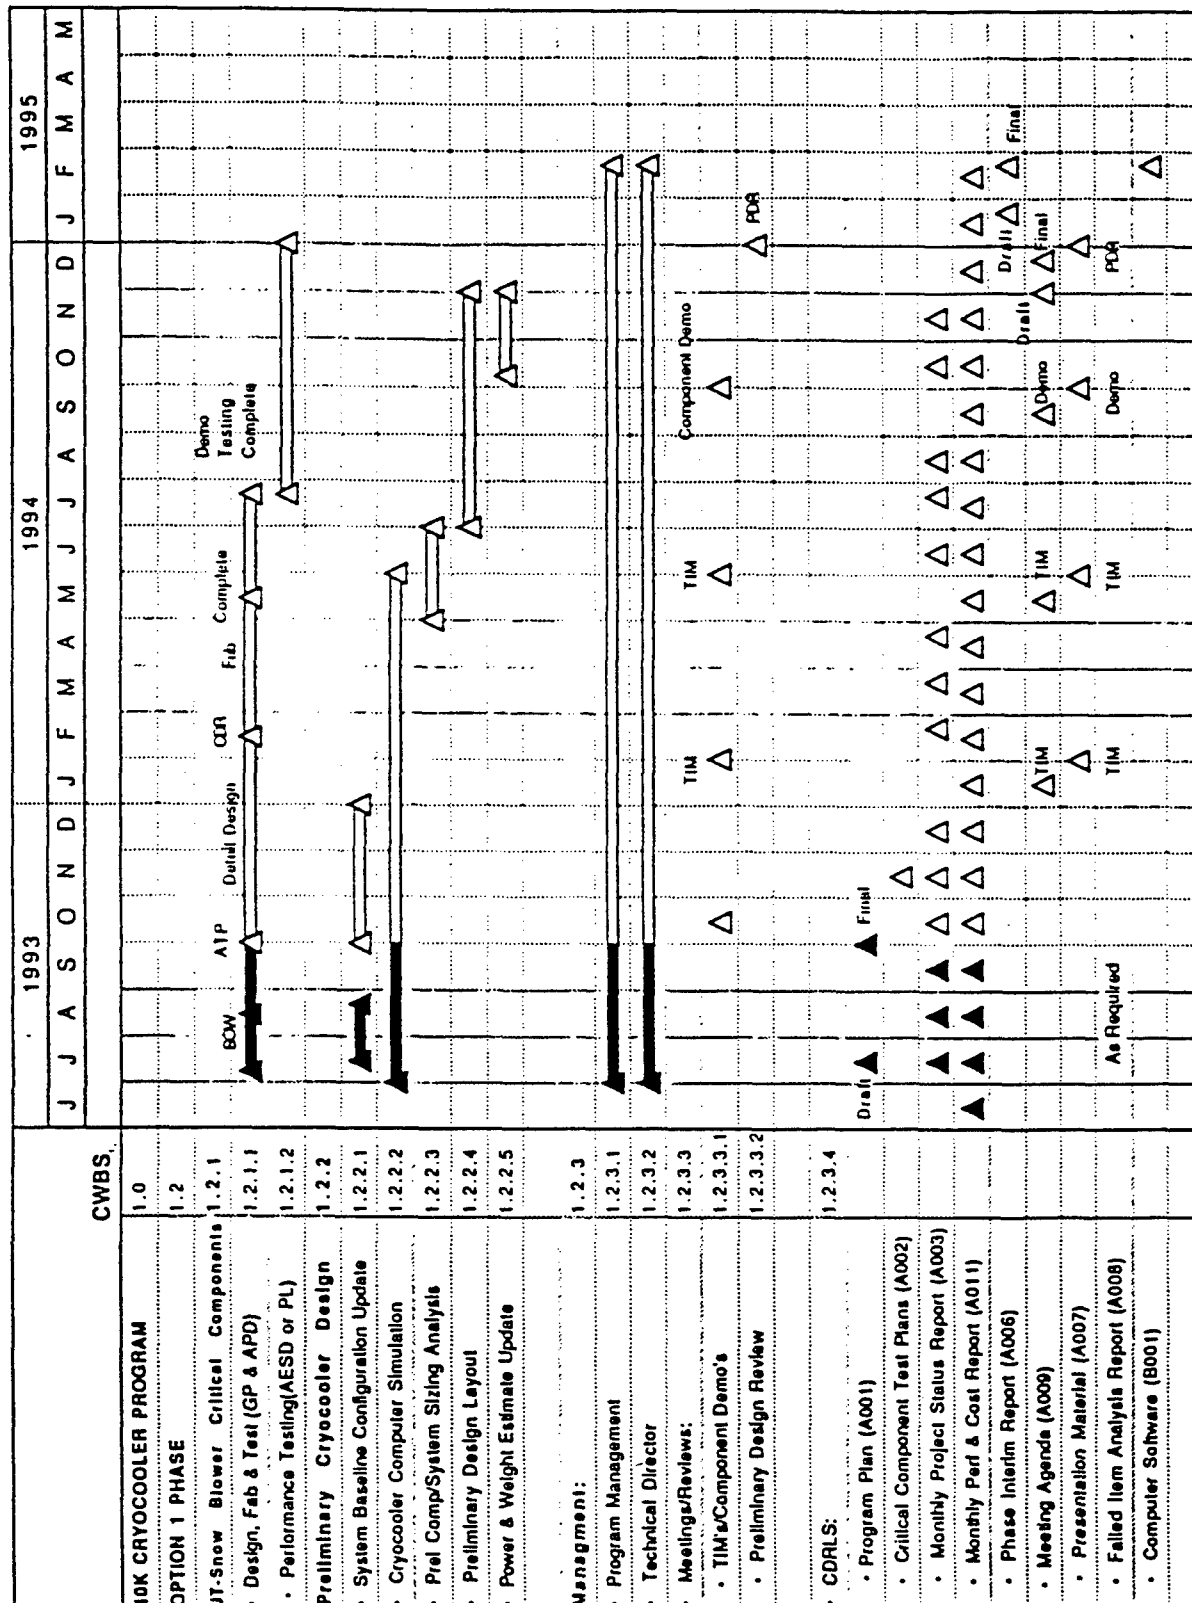 1993 1994 1995
J J A S O N D J F M A M J J A S O N D J F M A M
CWBS
10K CRYOCOOLER PROGRAM 1.0
OPTION 1 PHASE 1.2
UT-Snow Blower Critical Components 1.2.1
• Design, Fab & Test (GP & APD) 1.2.1.1 BOW ATP Detail Design CDR Fab Complete Demo Testing Complete
• Performance Testing(AESD or PL) 1.2.1.2
Preliminary Cryocooler Design 1.2.2
• System Baseline Configuration Update 1.2.2.1
• Cryocooler Computer Simulation 1.2.2.2
• Prel Comp/System Sizing Analysis 1.2.2.3
• Preliminary Design Layout 1.2.2.4
• Power & Weight Estimate Update 1.2.2.5
Managment: 1.2.3
• Program Management 1.2.3.1
• Technical Director 1.2.3.2
• Meetings/Reviews: 1.2.3.3 TIM TIM Component Demo
• TIM's/Component Demo's 1.2.3.3.1
• Preliminary Design Review 1.2.3.3.2 PDR
• CDRLS: 1.2.3.4
• Program Plan (A001) Draft Final
• Critical Component Test Plans (A002)
• Monthly Project Status Report (A003)
• Monthly Perf & Cost Report (A011)
• Phase Interim Report (A006) Draft Final
• Meeting Agenda (A009) TIM TIM Demo Draft Final
• Presentation Material (A007)
• Failed Item Analysis Report (A008) As Required TIM TIM Demo PDR
• Computer Software (B001)